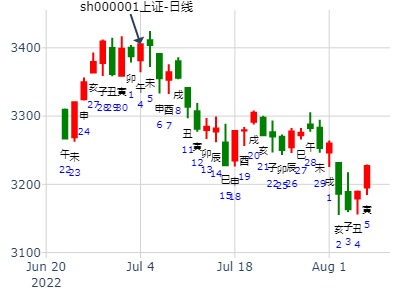 sh000001上证-日线
3400
3300
3200
3100
午 22
未 23
申 24
亥 27
子 28
丑 29
寅 30
卯 1
午 4
未 5
申 6
酉 7
戌 8
丑 11
寅 12
卯 13
辰 14
巳 15
申 18
酉 19
戌 20
亥 21
子 22
卯 25
辰 26
巳 27
午 28
未 29
戌 1
亥 2
子 3
丑 4
寅 5
Jun 20
2022
Jul 4
Jul 18
Aug 1